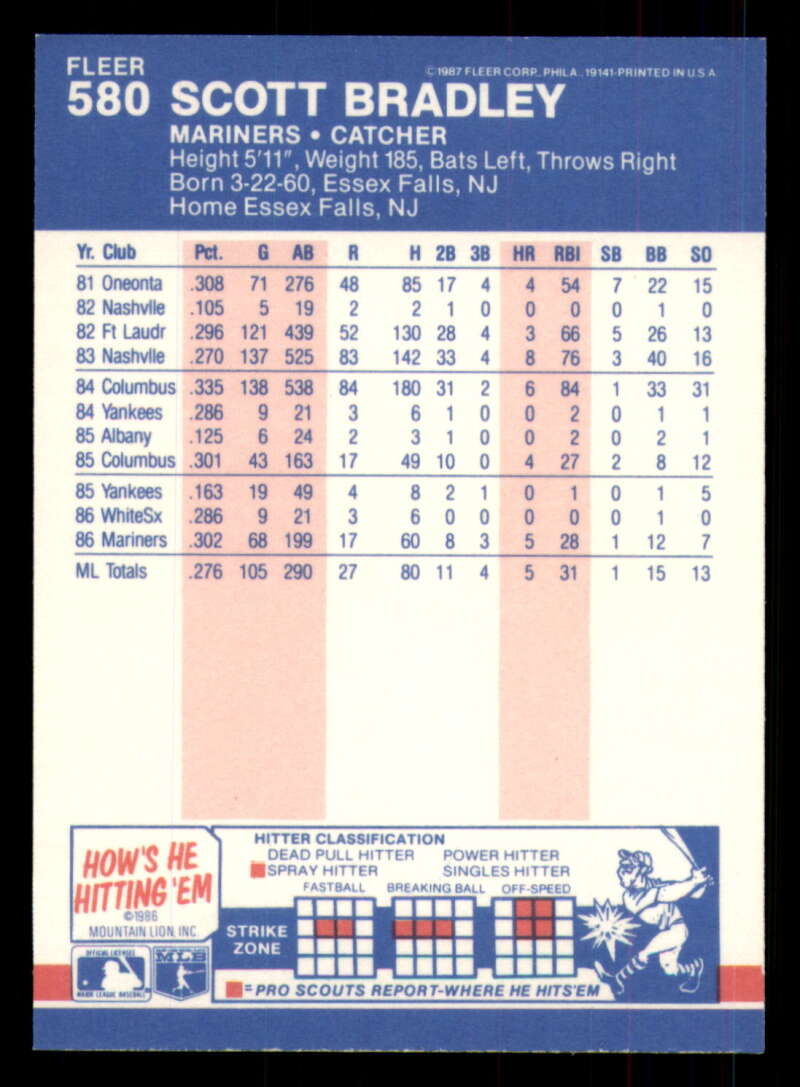 FLEER
©1987 FLEER CORP., PHILA., 19141-PRINTED IN U.S.A
580 SCOTT BRADLEY
MARINERS • CATCHER
Height 5'11", Weight 185, Bats Left, Throws Right
Born 3-22-60, Essex Falls, NJ
Home Essex Falls, NJ
Yr. Club Pct. G AB R H 2B 3B HR RBI SB BB SO
81 Oneonta .308 71 276 48 85 17 4 4 54 7 22 15
82 Nashvlle .105 5 19 2 2 1 0 0 0 0 1 0
82 Ft Laudr .296 121 439 52 130 28 4 3 66 5 26 13
83 Nashvlle .270 137 525 83 142 33 4 8 76 3 40 16
84 Columbus .335 138 538 84 180 31 2 6 84 1 33 31
84 Yankees .286 9 21 3 6 1 0 0 2 0 1 1
85 Albany .125 6 24 2 3 1 0 0 2 0 2 1
85 Columbus .301 43 163 17 49 10 0 4 27 2 8 12
85 Yankees .163 19 49 4 8 2 1 0 1 0 1 5
86 WhiteSx .286 9 21 3 6 0 0 0 0 0 1 0
86 Mariners .302 68 199 17 60 8 3 5 28 1 12 7
ML Totals .276 105 290 27 80 11 4 5 31 1 15 13
HOW'S HE
HITTING 'EM
©1986
MOUNTAIN LION, INC.
HITTER CLASSIFICATION
DEAD PULL HITTER POWER HITTER
SPRAY HITTER SINGLES HITTER
FASTBALL BREAKING BALL OFF-SPEED
STRIKE
ZONE
OFFICIAL LICENSEE
MAJOR LEAGUE BASEBALL
MLB
= PRO SCOUTS REPORT-WHERE HE HITS'EM